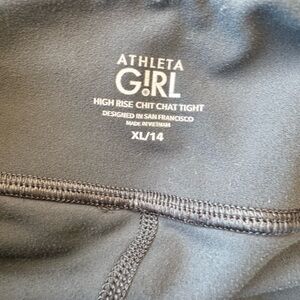 ATHLETA
G!RL
HIGH RISE CHIT CHAT TIGHT
DESIGNED IN SAN FRANCISCO
MADE IN VIETNAM
XL/14